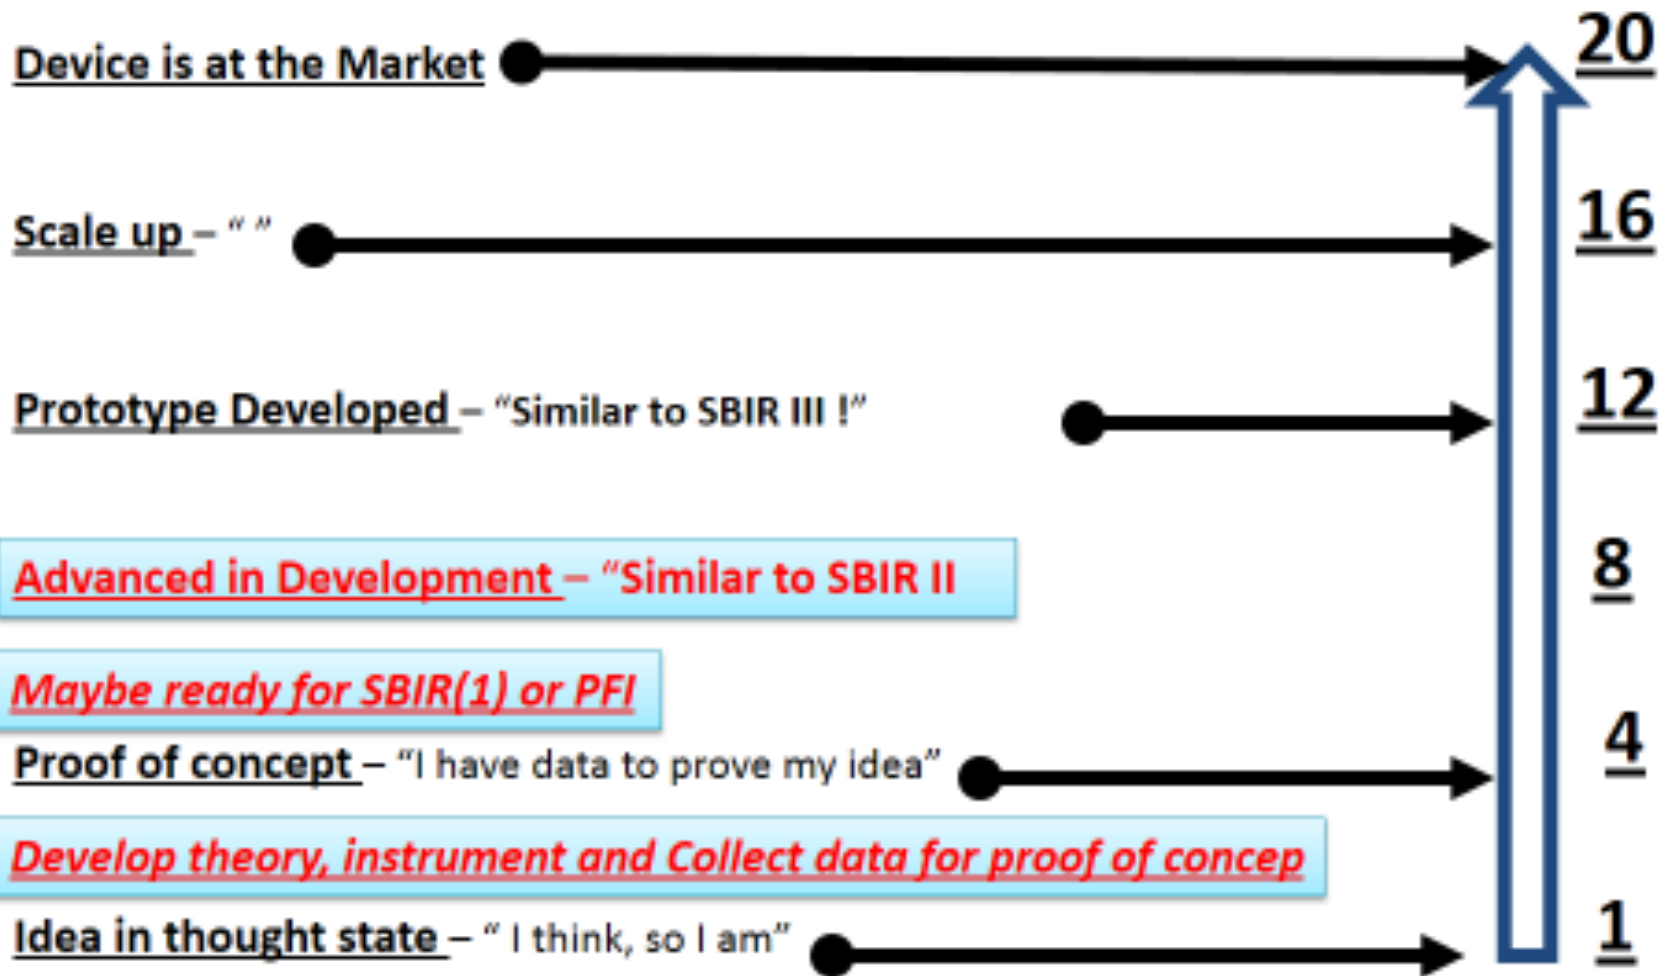 Device is at the Market 20
Scale up – “ ” 16
Prototype Developed – “Similar to SBIR III !” 12
Advanced in Development – “Similar to SBIR II 8
Maybe ready for SBIR(1) or PFI
Proof of concept – “I have data to prove my idea” 4
Develop theory, instrument and Collect data for proof of concep
Idea in thought state – “ I think, so I am” 1